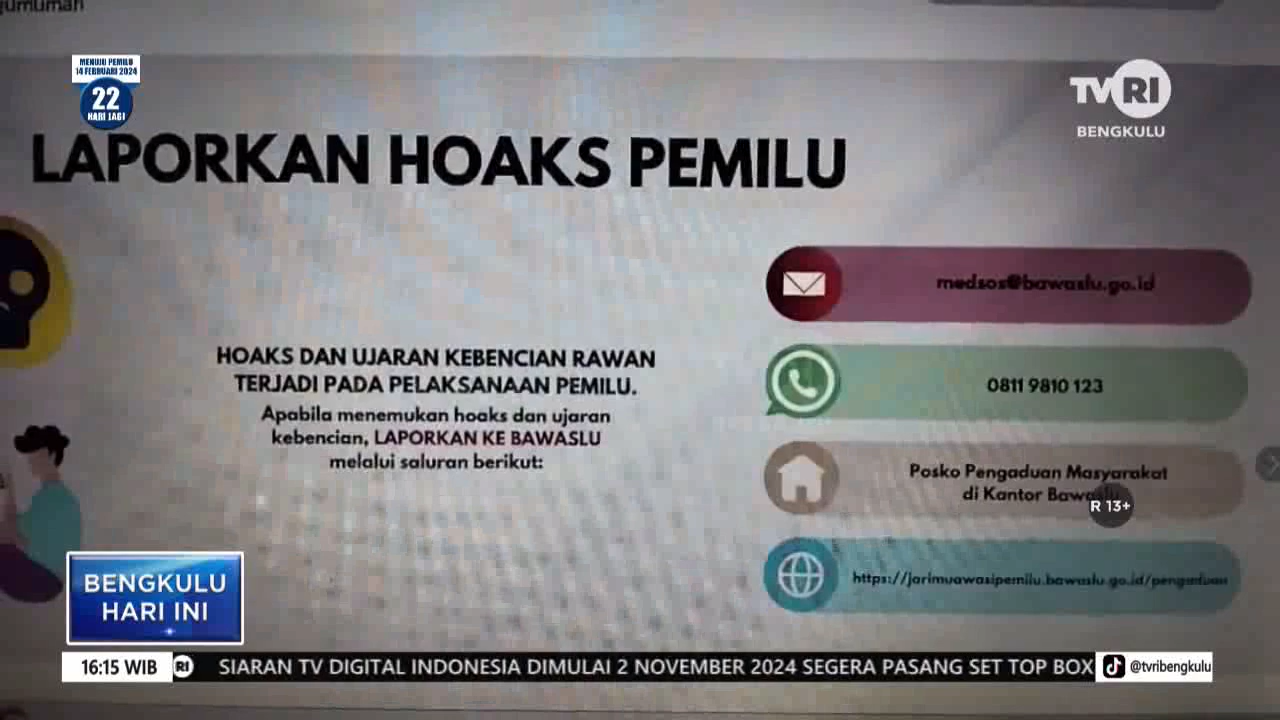 MENUJU PEMILU
14 FEBRUARI 2024
22
HARI LAGI
TVRI
BENGKULU
LAPORKAN HOAKS PEMILU
HOAKS DAN UJARAN KEBENCIAN RAWAN
TERJADI PADA PELAKSANAAN PEMILU.
Apabila menemukan hoaks dan ujaran
kebencian, LAPORKAN KE BAWASLU
melalui saluran berikut:
medsos@bawaslu.go.id
0811 9810 123
Posko Pengaduan Masyarakat
di Kantor Bawaslu
R 13+
https://jarimuawasipemilu.bawaslu.go.id/pengaduan
BENGKULU
HARI INI
16:15 WIB
RI
SIARAN TV DIGITAL INDONESIA DIMULAI 2 NOVEMBER 2024 SEGERA PASANG SET TOP BOX
@tvribengkulu